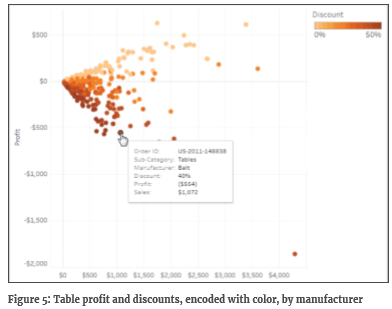 Discount
0% 50%
$500
$0
-$500
-$1,000
-$1,500
-$2,000
Profit
Order ID: US-2011-148838
Sub-Category: Tables
Manufacturer: Balt
Discount: 40%
Profit: ($554)
Sales: $1,072
$0 $500 $1,000 $1,500 $2,000 $2,500 $3,000 $3,500 $4,000
Figure 5: Table profit and discounts, encoded with color, by manufacturer